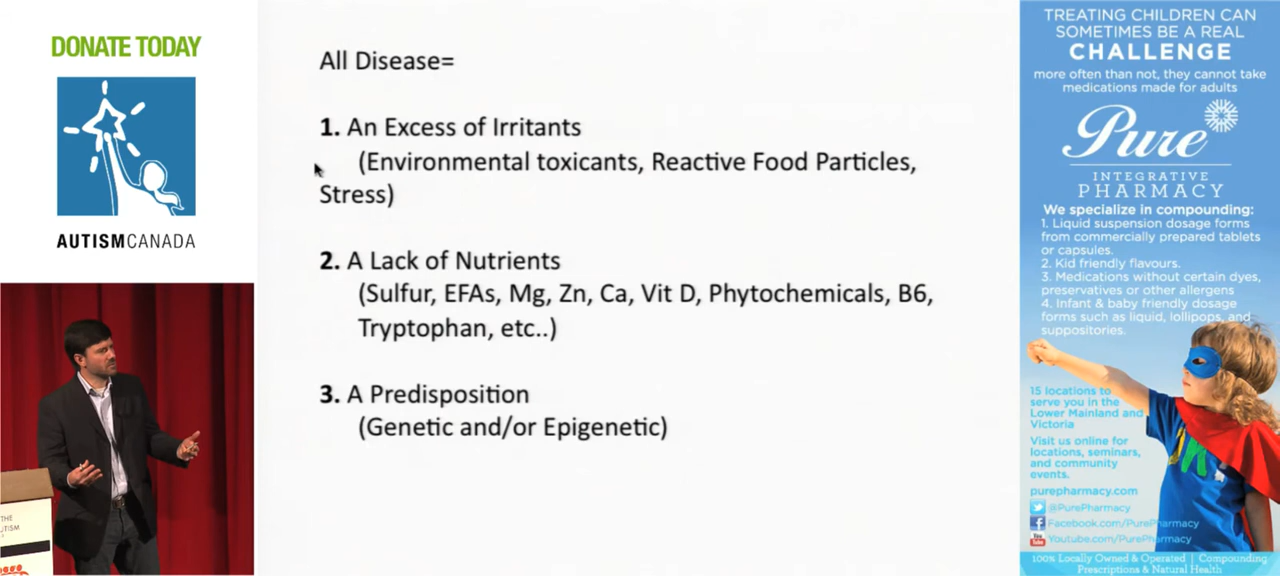 DONATE TODAY
AUTISMCANADA
THE
UTISM
All Disease=
1. An Excess of Irritants
(Environmental toxicants, Reactive Food Particles,
Stress)
2. A Lack of Nutrients
(Sulfur, EFAs, Mg, Zn, Ca, Vit D, Phytochemicals, B6,
Tryptophan, etc..)
3. A Predisposition
(Genetic and/or Epigenetic)
TREATING CHILDREN CAN
SOMETIMES BE A REAL
CHALLENGE
more often than not, they cannot take
medications made for adults
Pure
INTEGRATIVE
PHARMACY
We specialize in compounding:
1. Liquid suspension dosage forms
from commercially prepared tablets
or capsules.
2. Kid friendly flavours.
3. Medications without certain dyes,
preservatives or other allergens
4. Infant & baby friendly dosage
forms such as liquid, lollipops, and
suppositories.
15 locations to
serve you in the
Lower Mainland and
Victoria
Visit us online for
locations, seminars,
and community
events.
purepharmacy.com
@PurePharmacy
Facebook.com/PurePharmacy
Youtube.com/PurePharmacy
100% Locally Owned & Operated | Compounding
Prescriptions & Natural Health